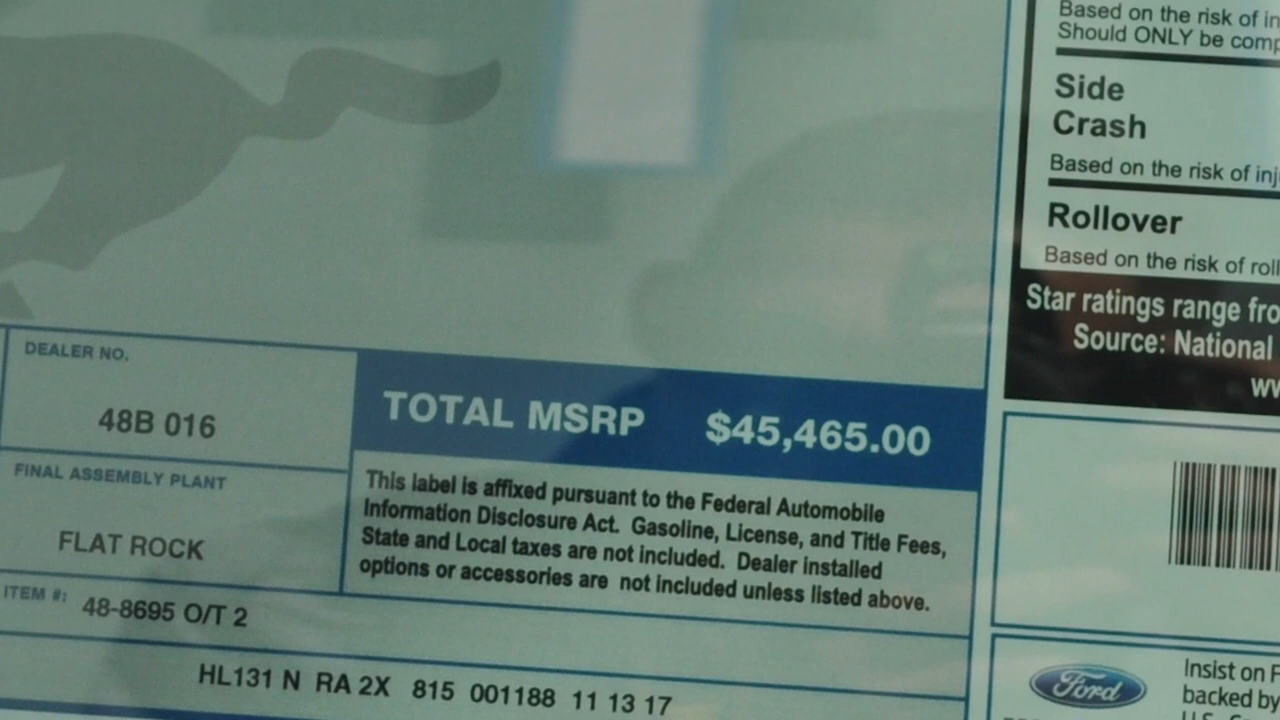 DEALER NO.
48B 016
FINAL ASSEMBLY PLANT
FLAT ROCK
ITEM #: 48-8695 O/T 2
TOTAL MSRP $45,465.00
This label is affixed pursuant to the Federal Automobile
Information Disclosure Act. Gasoline, License, and Title Fees,
State and Local taxes are not included. Dealer installed
options or accessories are not included unless listed above.
HL131 N RA 2X 815 001188 11 13 17
Based on the risk of in
Should ONLY be comp
Side
Crash
Based on the risk of inj
Rollover
Based on the risk of roll
Star ratings range fro
Source: National
ww
Ford
Insist on F
backed by